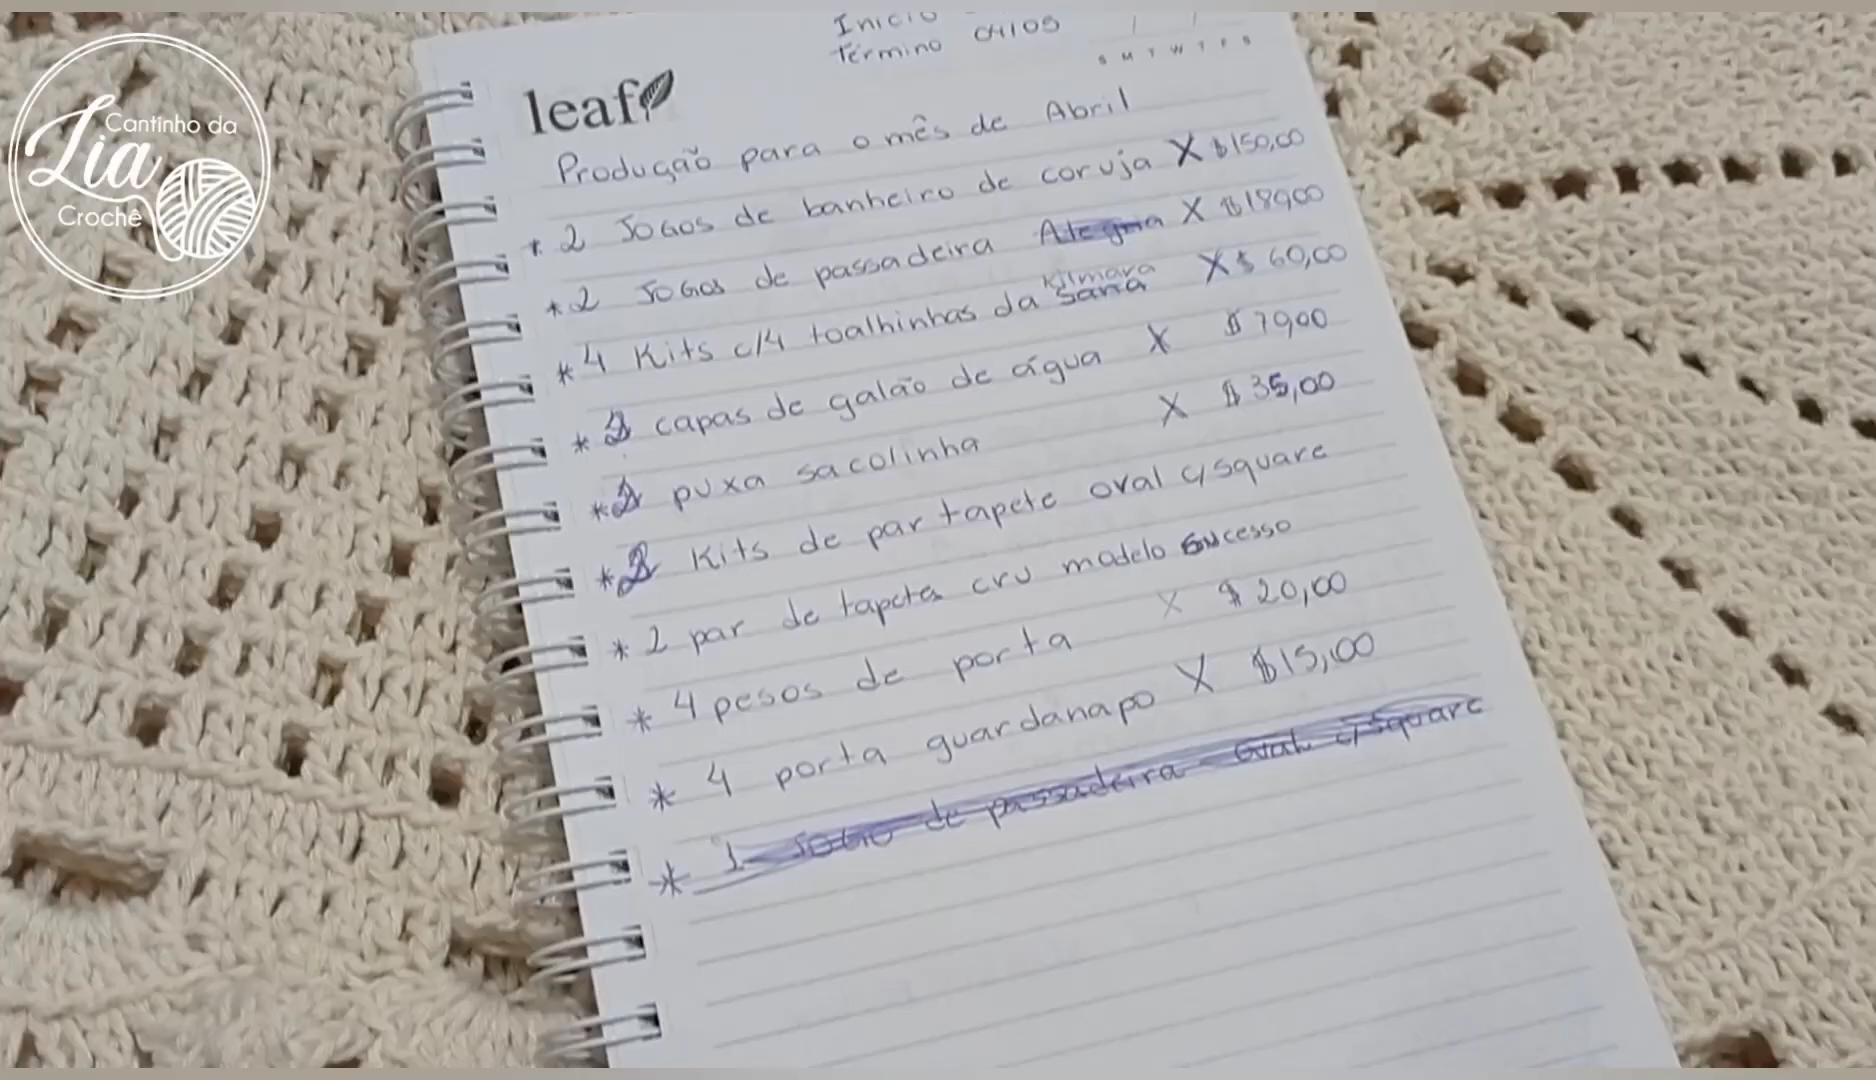 Cantinho da
Lia
Crochê
Inicio
Término 04/05
S M T W T F S
leaf
Produção para o mês de Abril
* 2 Jogos de banheiro de coruja X $150,00
* 2 Jogos de passadeira Alegria X $189,00
Kilmara
* 4 Kits c/4 toalhinhas da Sara X $ 60,00
* 2 capas de galão de água X $ 79,00
* 2 puxa sacolinha X $ 35,00
* 2 Kits de par tapete oval c/square
* 2 par de tapetes cru modelo sucesso
* 4 pesos de porta X $ 20,00
* 4 porta guardanapo X $15,00
* 1 Jogo de passadeira oval c/square